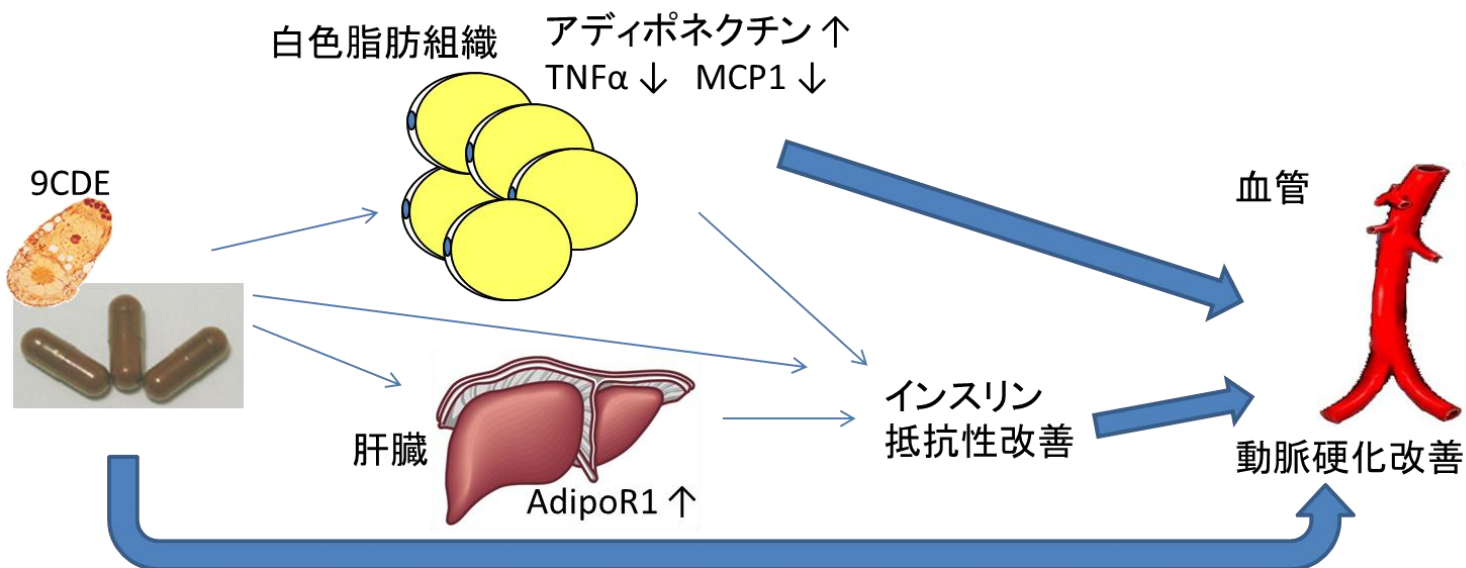 白色脂肪組織
アディポネクチン ↑
TNFα ↓ MCP1 ↓
9CDE
血管
肝臓
AdipoR1 ↑
インスリン
抵抗性改善
動脈硬化改善